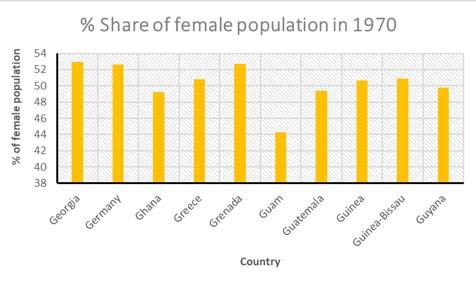 % Share of female population in 1970
% of female population
54
52
50
48
46
44
42
40
38
Georgia
Germany
Ghana
Greece
Grenada
Guam
Guatemala
Guinea
Guinea-Bissau
Guyana
Country